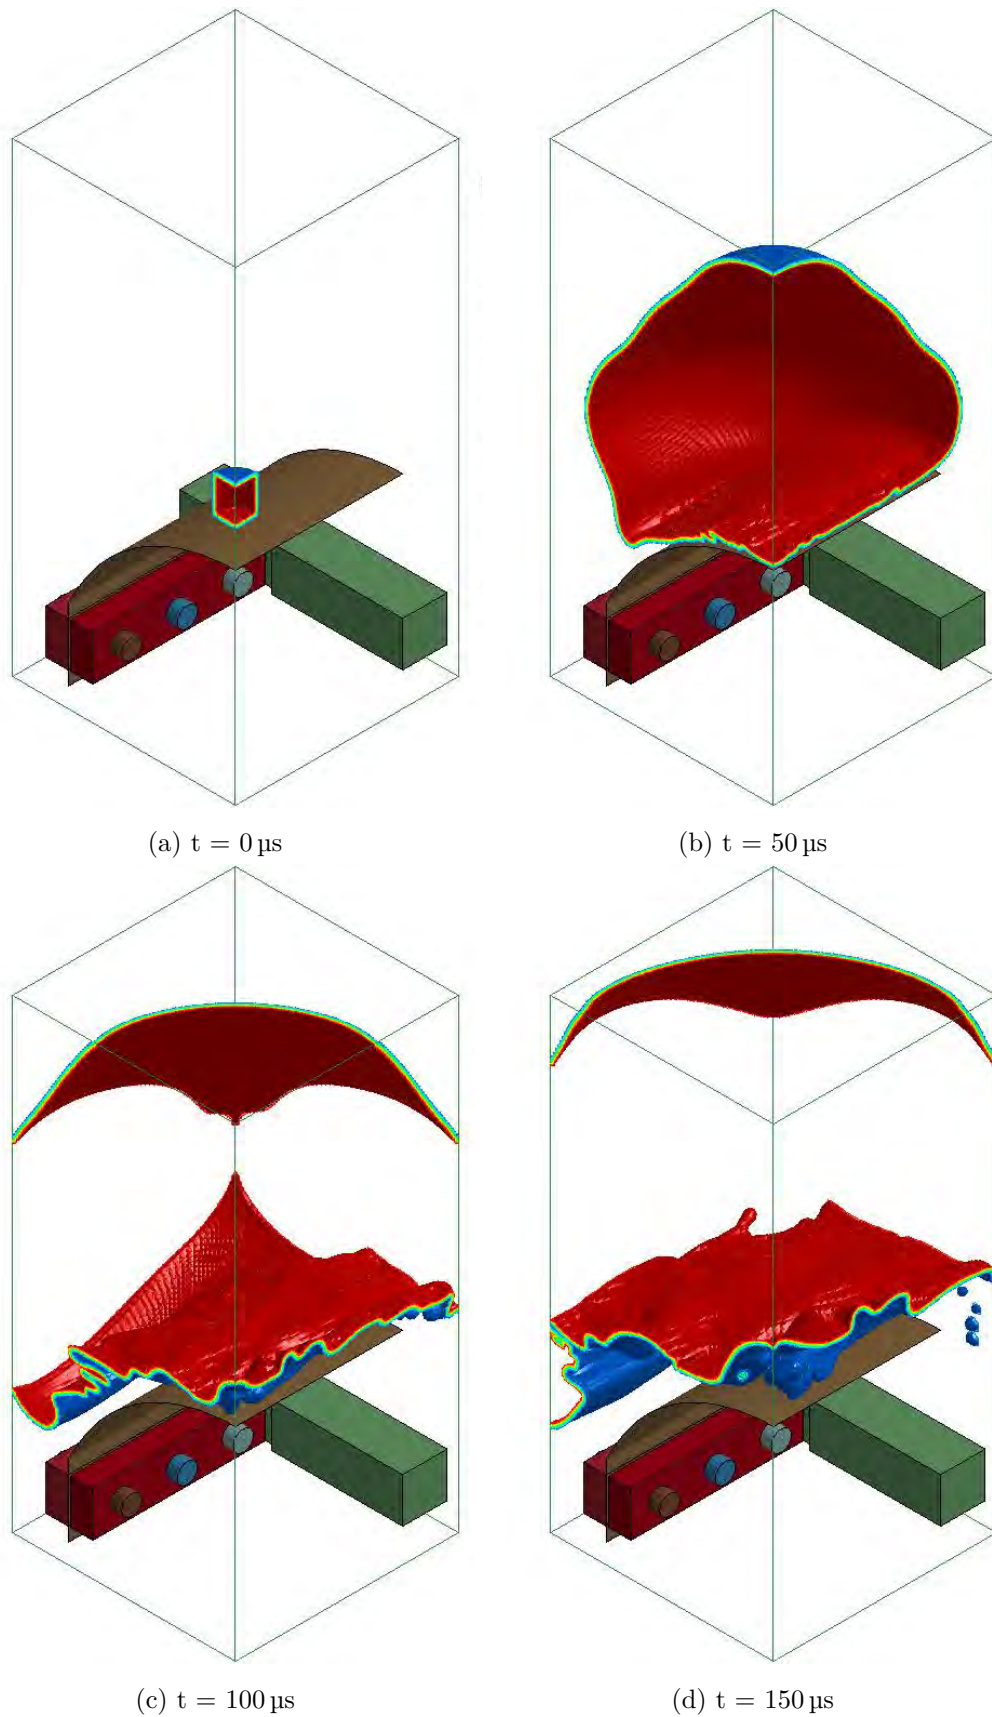 (a) t = 0 µs
(b) t = 50 µs
(c) t = 100 µs
(d) t = 150 µs